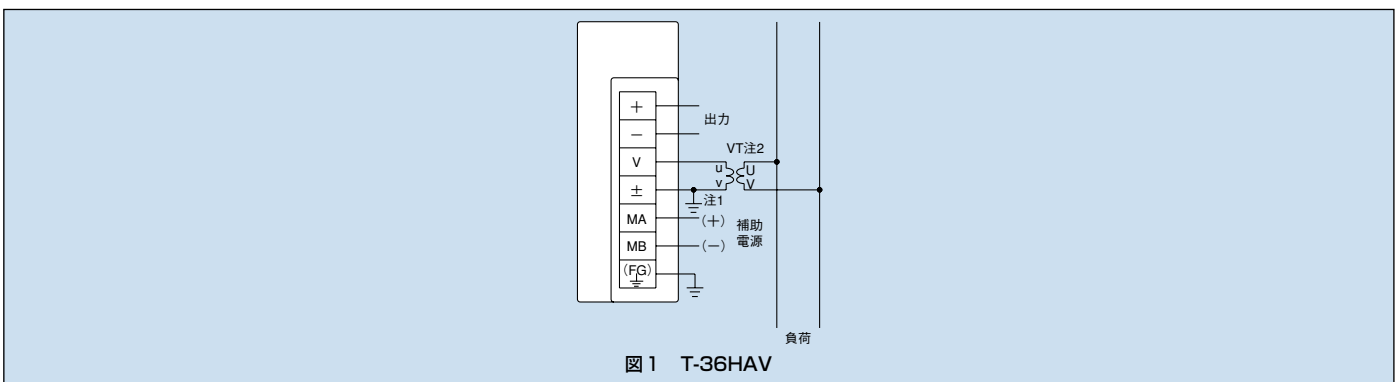 +
出力
−
VT注2
V
u U
v V
±
注1
MA
(+) 補助
MB
(−) 電源
(FG)
負荷
図1 T-36HAV